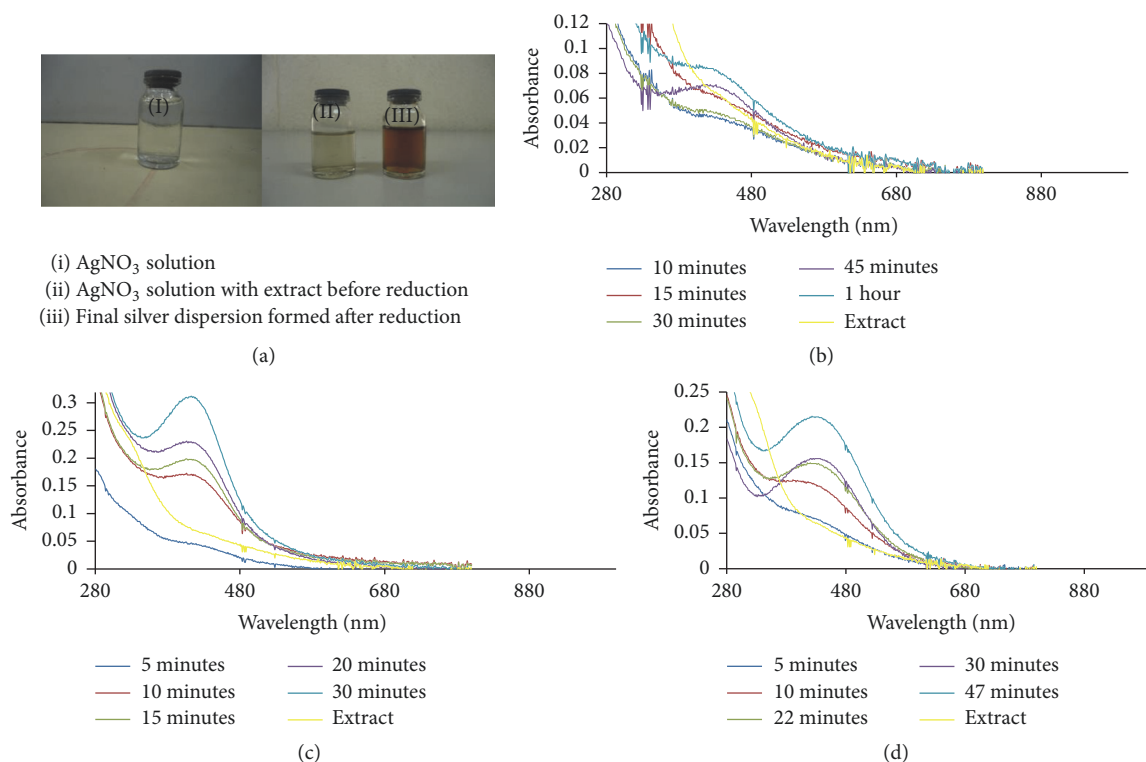 (I)
(II)
(III)
(i) AgNO₃ solution
(ii) AgNO₃ solution with extract before reduction
(iii) Final silver dispersion formed after reduction
(a)
0.12
0.1
0.08
0.06
0.04
0.02
0
Absorbance
280 480 680 880
Wavelength (nm)
10 minutes
15 minutes
30 minutes
45 minutes
1 hour
Extract
(b)
0.3
0.25
0.2
0.15
0.1
0.05
0
Absorbance
280 480 680 880
Wavelength (nm)
5 minutes
10 minutes
15 minutes
20 minutes
30 minutes
Extract
(c)
0.25
0.2
0.15
0.1
0.05
0
Absorbance
280 480 680 880
Wavelength (nm)
5 minutes
10 minutes
22 minutes
30 minutes
47 minutes
Extract
(d)